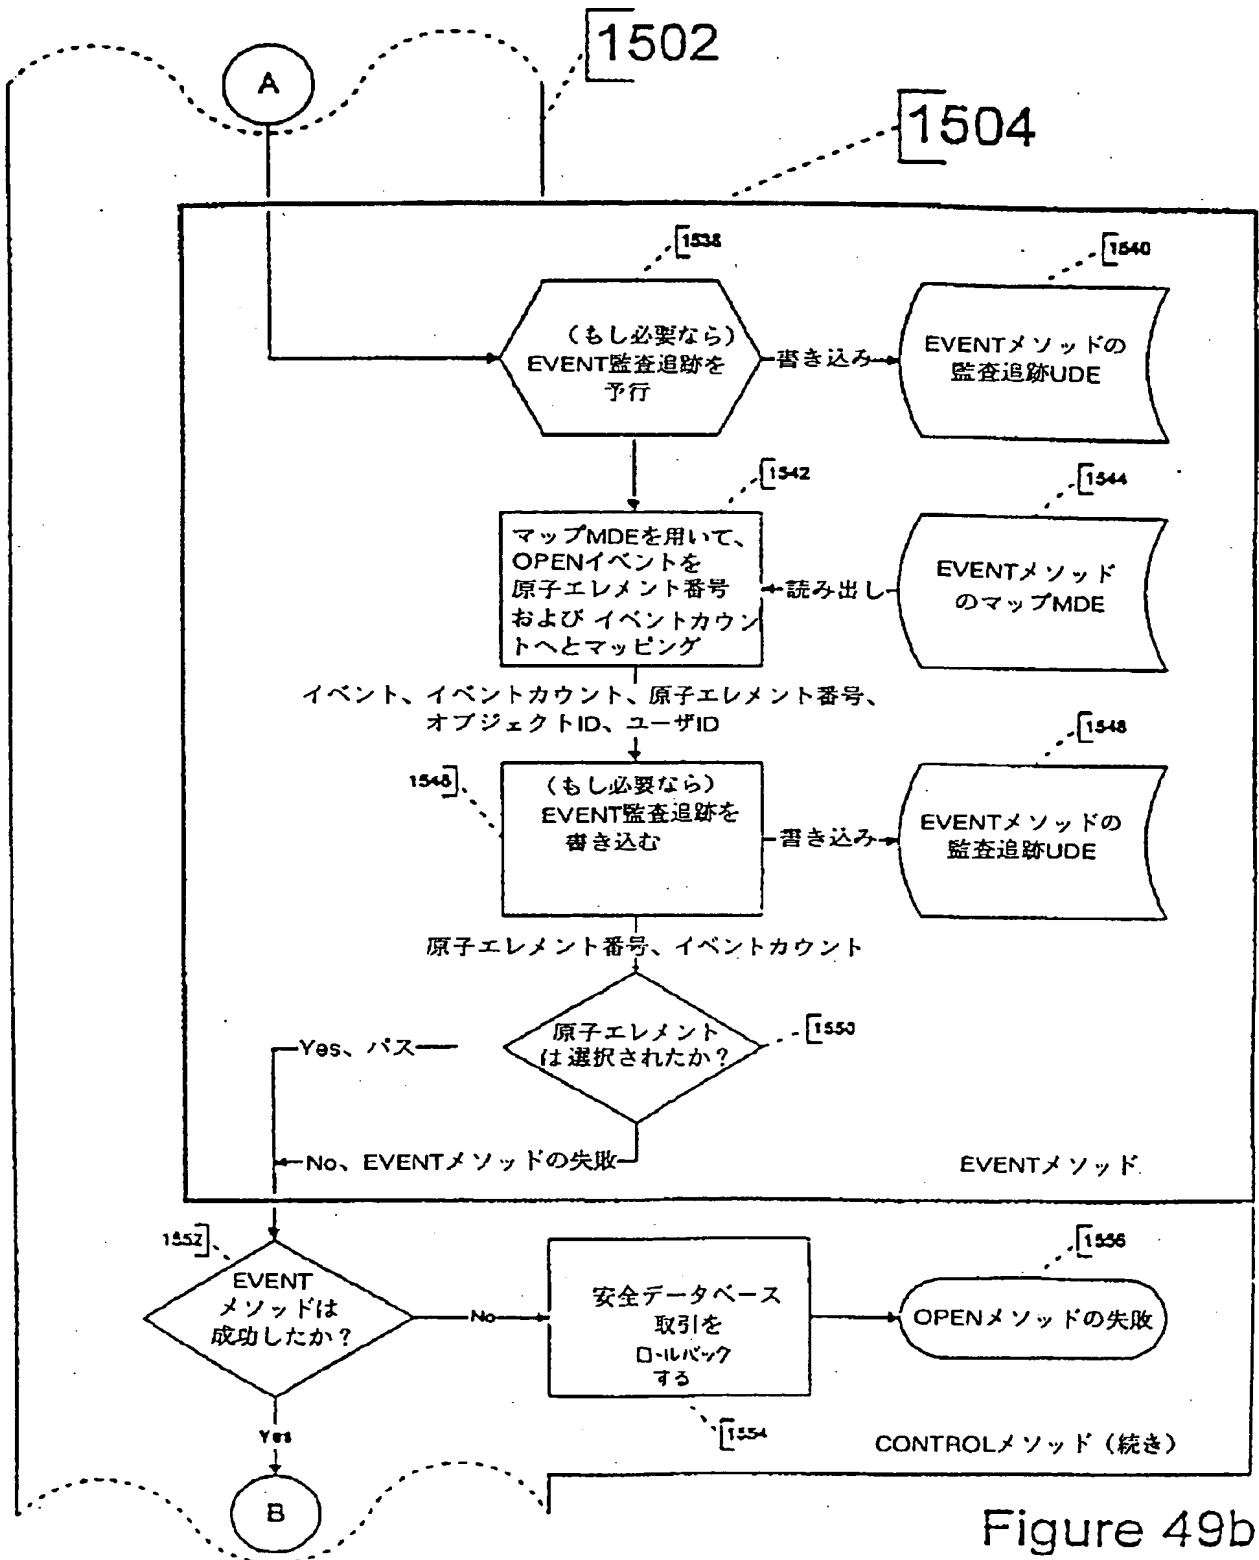 1502
A
1504
1538
1540
（もし必要なら）
EVENT監査追跡を
予行
書き込み
EVENTメソッドの
監査追跡UDE
1542
1544
マップMDEを用いて、
OPENイベントを
原子エレメント番号
および イベントカウン
トへとマッピング
読み出し
EVENTメソッド
のマップMDE
イベント、イベントカウント、原子エレメント番号、
オブジェクトID、ユーザID
1548
1546
（もし必要なら）
EVENT監査追跡を
書き込む
書き込み
EVENTメソッドの
監査追跡UDE
原子エレメント番号、イベントカウント
1550
原子エレメント
は選択されたか？
Yes、パス
No、EVENTメソッドの失敗
EVENTメソッド
1552
1556
EVENT
メソッドは
成功したか？
No
安全データベース
取引を
ロールバック
する
OPENメソッドの失敗
1554
Yes
CONTROLメソッド（続き）
B
Figure 49b